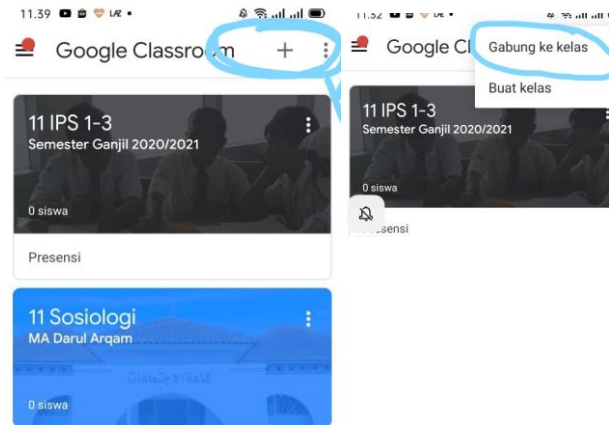 11.39
Google Classroom +
11 IPS 1-3
Semester Ganjil 2020/2021
0 siswa
Presensi
11 Sosiologi
MA Darul Arqam
0 siswa
Google Cl
Gabung ke kelas
Buat kelas
11 IPS 1-3
Semester Ganjil 2020/2021
0 siswa